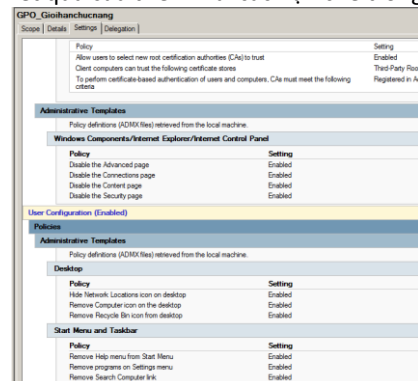 GPO_Gioihanchucnang
Scope Details Settings Delegation
Policy Setting
Allow users to select new root certification authorities (CAs) to trust Enabled
Client computers can trust the following certificate stores Third-Party Roo
To perform certificate-based authentication of users and computers, CAs must meet the following criteria Registered in A
Administrative Templates
Policy definitions (ADMX files) retrieved from the local machine.
Windows Components/Internet Explorer/Internet Control Panel
Policy Setting
Disable the Advanced page Enabled
Disable the Connections page Enabled
Disable the Content page Enabled
Disable the Security page Enabled
User Configuration (Enabled)
Policies
Administrative Templates
Policy definitions (ADMX files) retrieved from the local machine.
Desktop
Policy Setting
Hide Network Locations icon on desktop Enabled
Remove Computer icon on the desktop Enabled
Remove Recycle Bin icon from desktop Enabled
Start Menu and Taskbar
Policy Setting
Remove Help menu from Start Menu Enabled
Remove programs on Settings menu Enabled
Remove Search Computer link Enabled